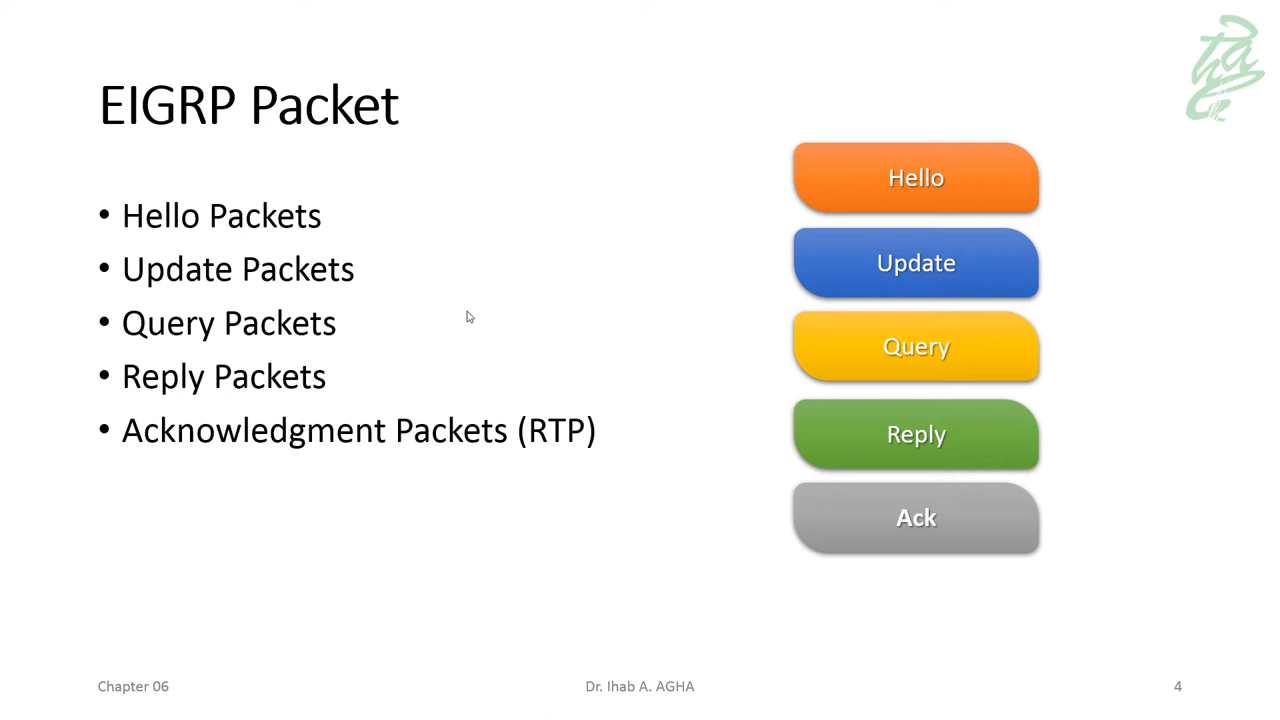 EIGRP Packet
• Hello Packets
• Update Packets
• Query Packets
• Reply Packets
• Acknowledgment Packets (RTP)
Hello
Update
Query
Reply
Ack
Chapter 06
Dr. Ihab A. AGHA
4